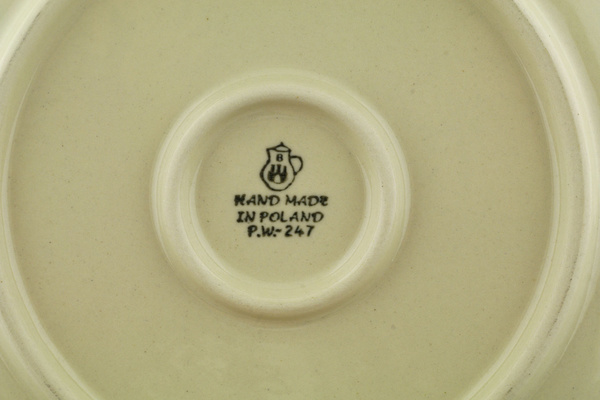 B
HAND MADE
IN POLAND
P.W.-247